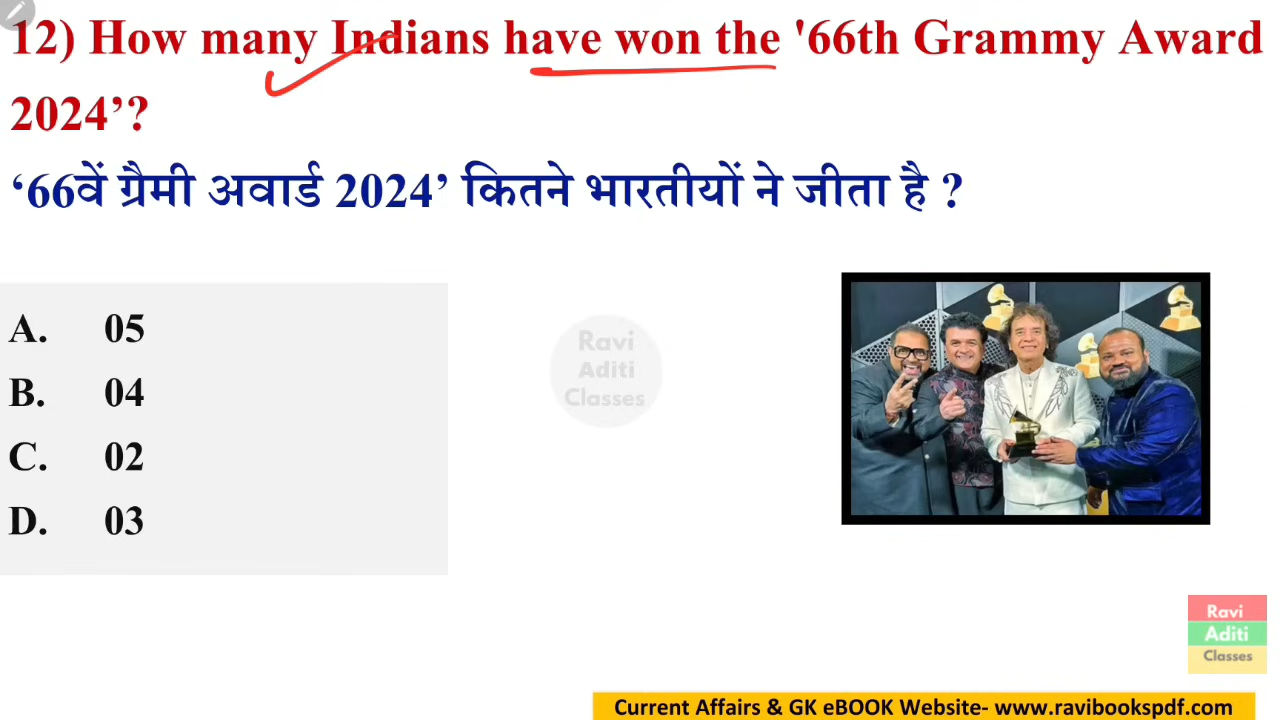 12) How many Indians have won the '66th Grammy Award
2024’?
‘66वें ग्रैमी अवार्ड 2024’ कितने भारतीयों ने जीता है ?
A. 05
B. 04
C. 02
D. 03
Ravi
Aditi
Classes
Ravi
Aditi
Classes
Current Affairs & GK eBOOK Website- www.ravibookspdf.com